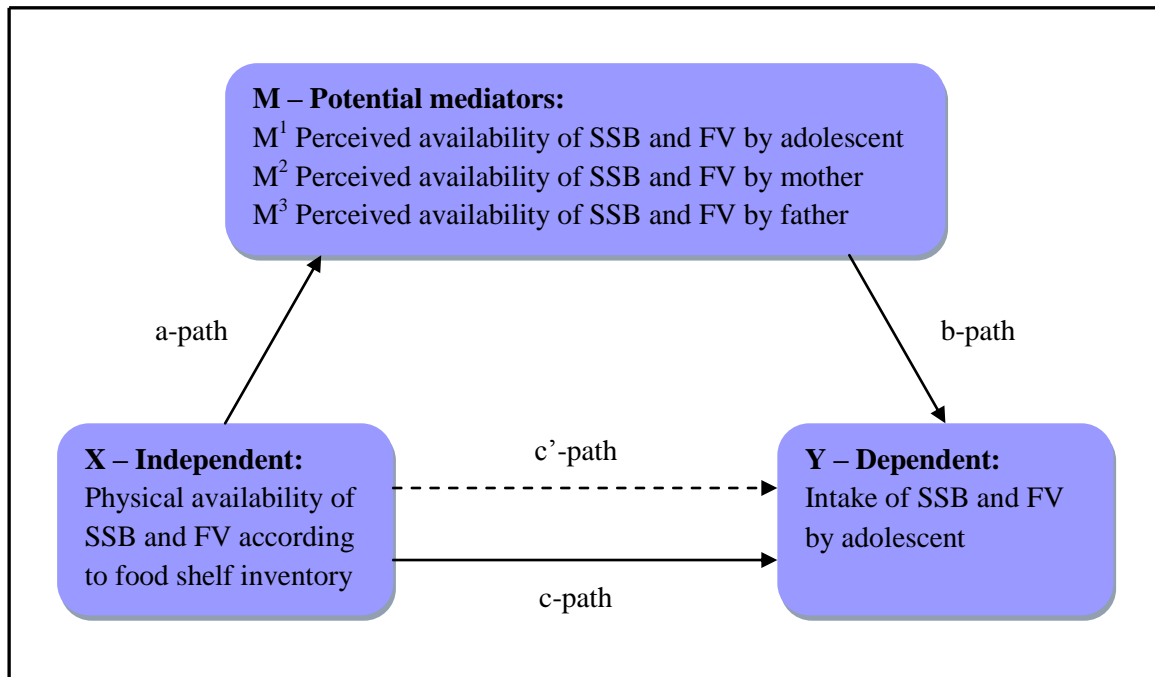 M – Potential mediators:
M¹ Perceived availability of SSB and FV by adolescent
M² Perceived availability of SSB and FV by mother
M³ Perceived availability of SSB and FV by father
a-path
b-path
X – Independent:
Physical availability of
SSB and FV according
to food shelf inventory
c’-path
c-path
Y – Dependent:
Intake of SSB and FV
by adolescent